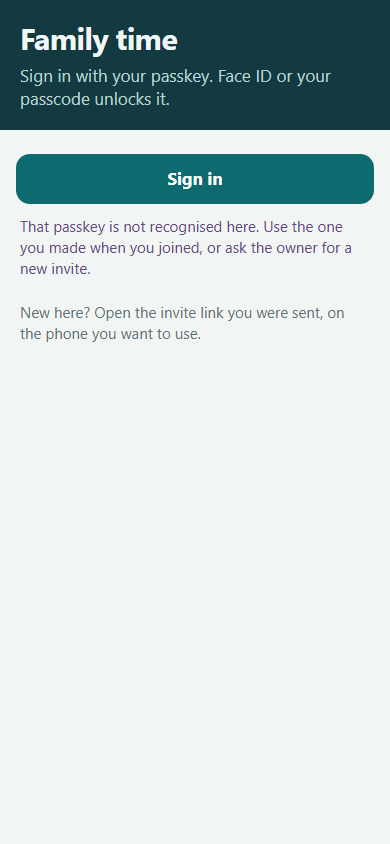 Family time
Sign in with your passkey. Face ID or your
passcode unlocks it.
Sign in
That passkey is not recognised here. Use the one
you made when you joined, or ask the owner for a
new invite.
New here? Open the invite link you were sent, on
the phone you want to use.